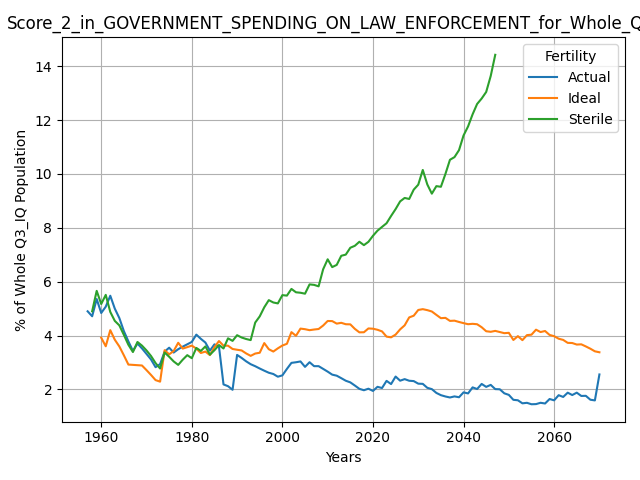 Score_2_in_GOVERNMENT_SPENDING_ON_LAW_ENFORCEMENT_for_Whole_Q
Fertility
Actual
Ideal
Sterile
% of Whole Q3_IQ Population
14
12
10
8
6
4
2
1960 1980 2000 2020 2040 2060
Years